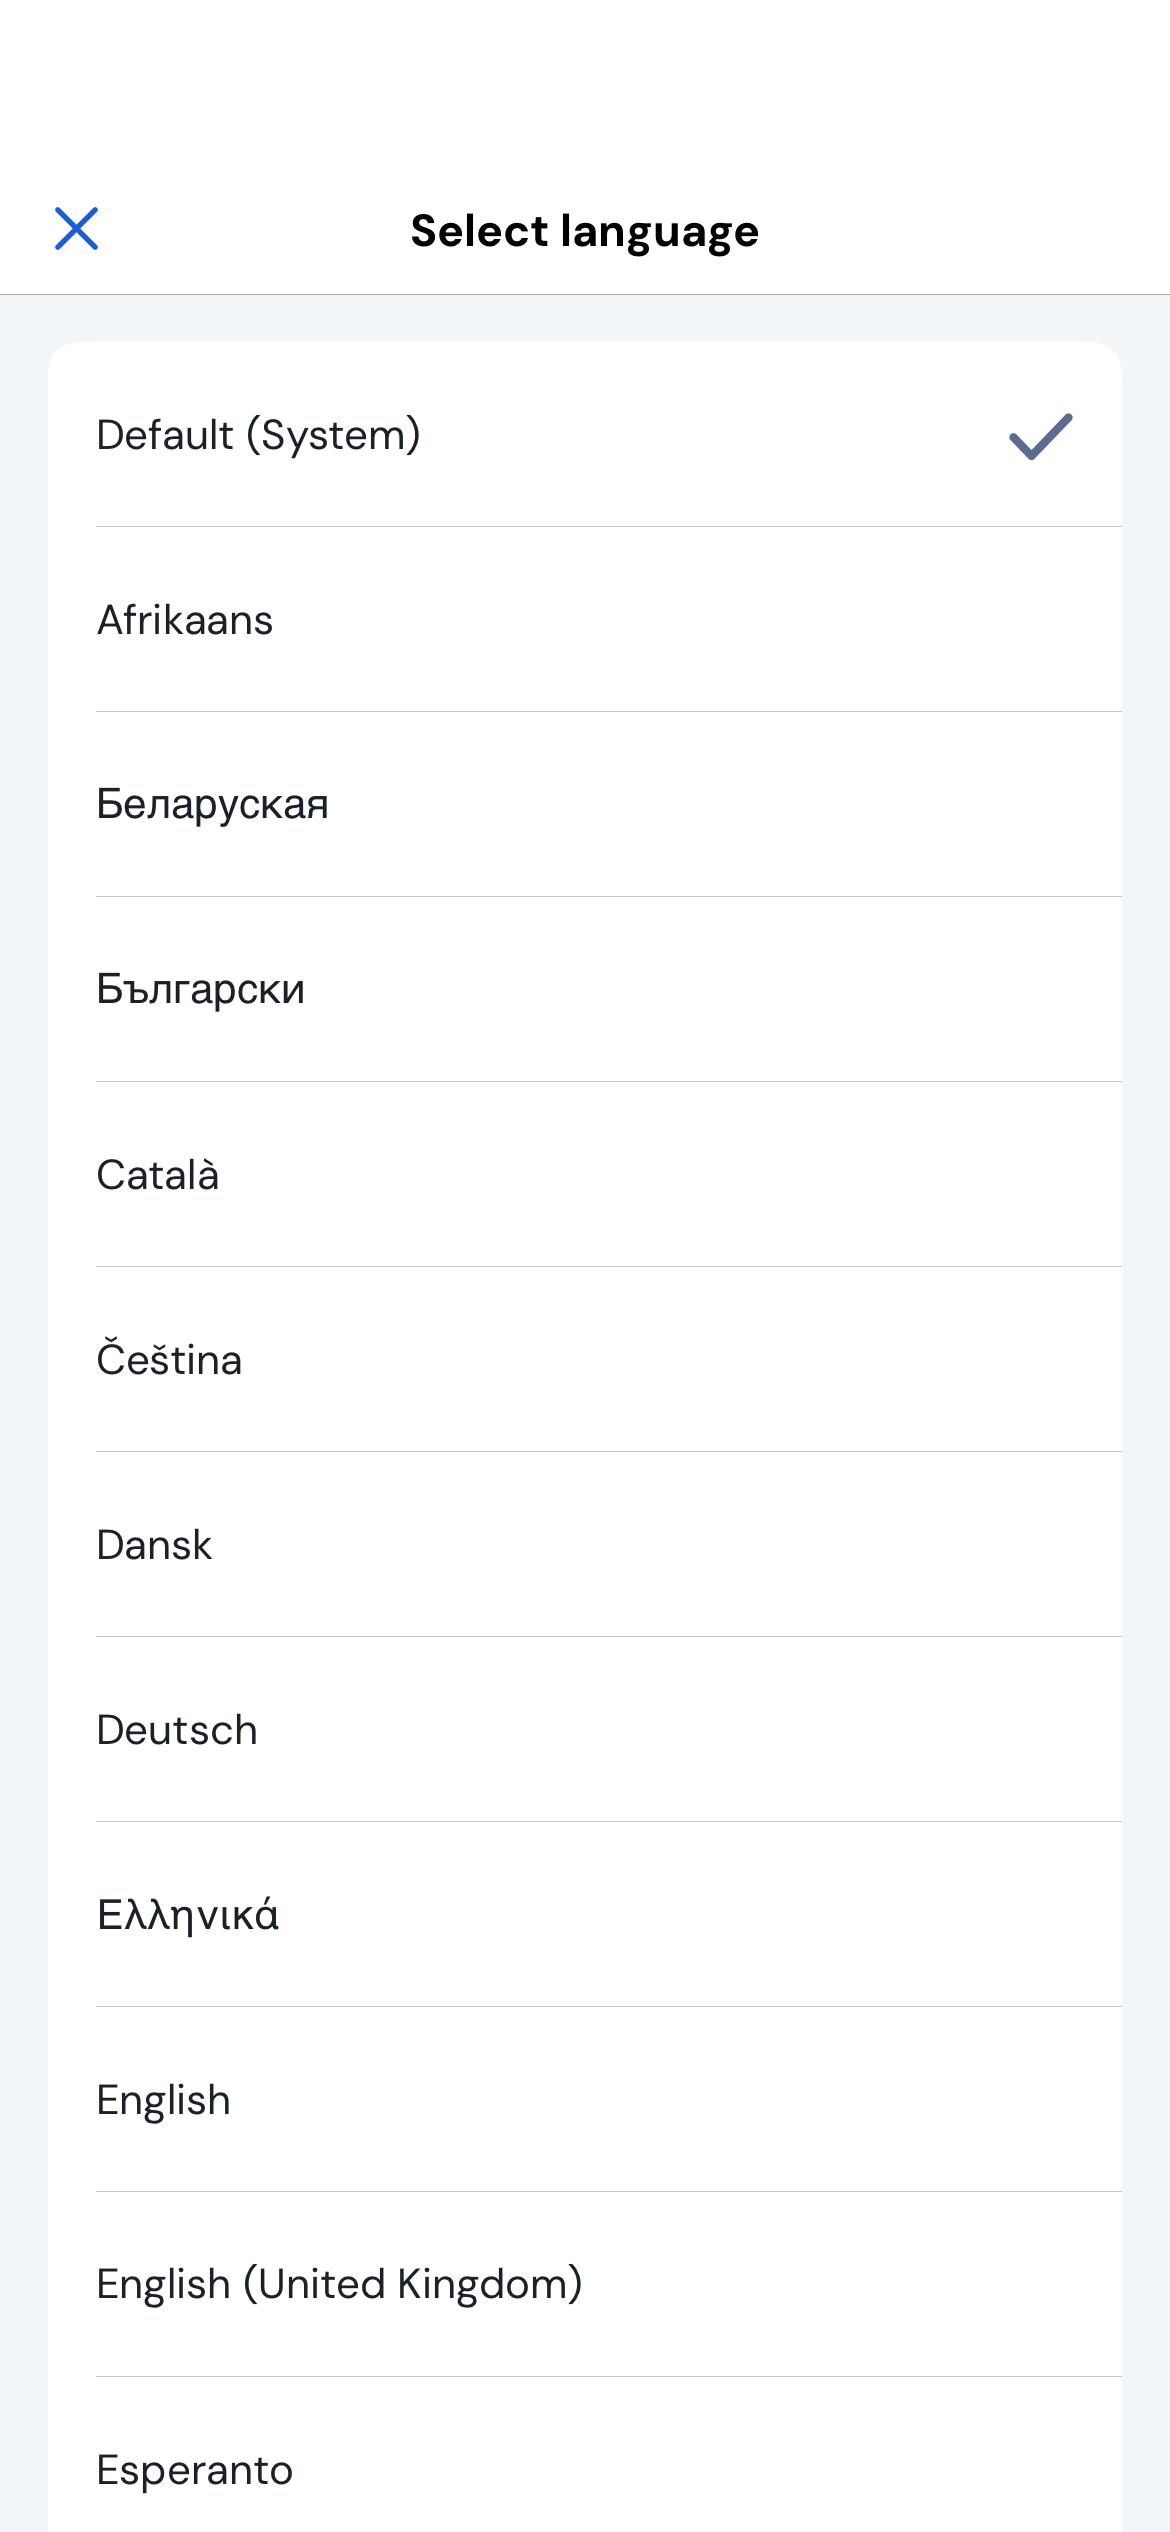 Select language
Default (System)
Afrikaans
Беларуская
Български
Català
Čeština
Dansk
Deutsch
Ελληνικά
English
English (United Kingdom)
Esperanto